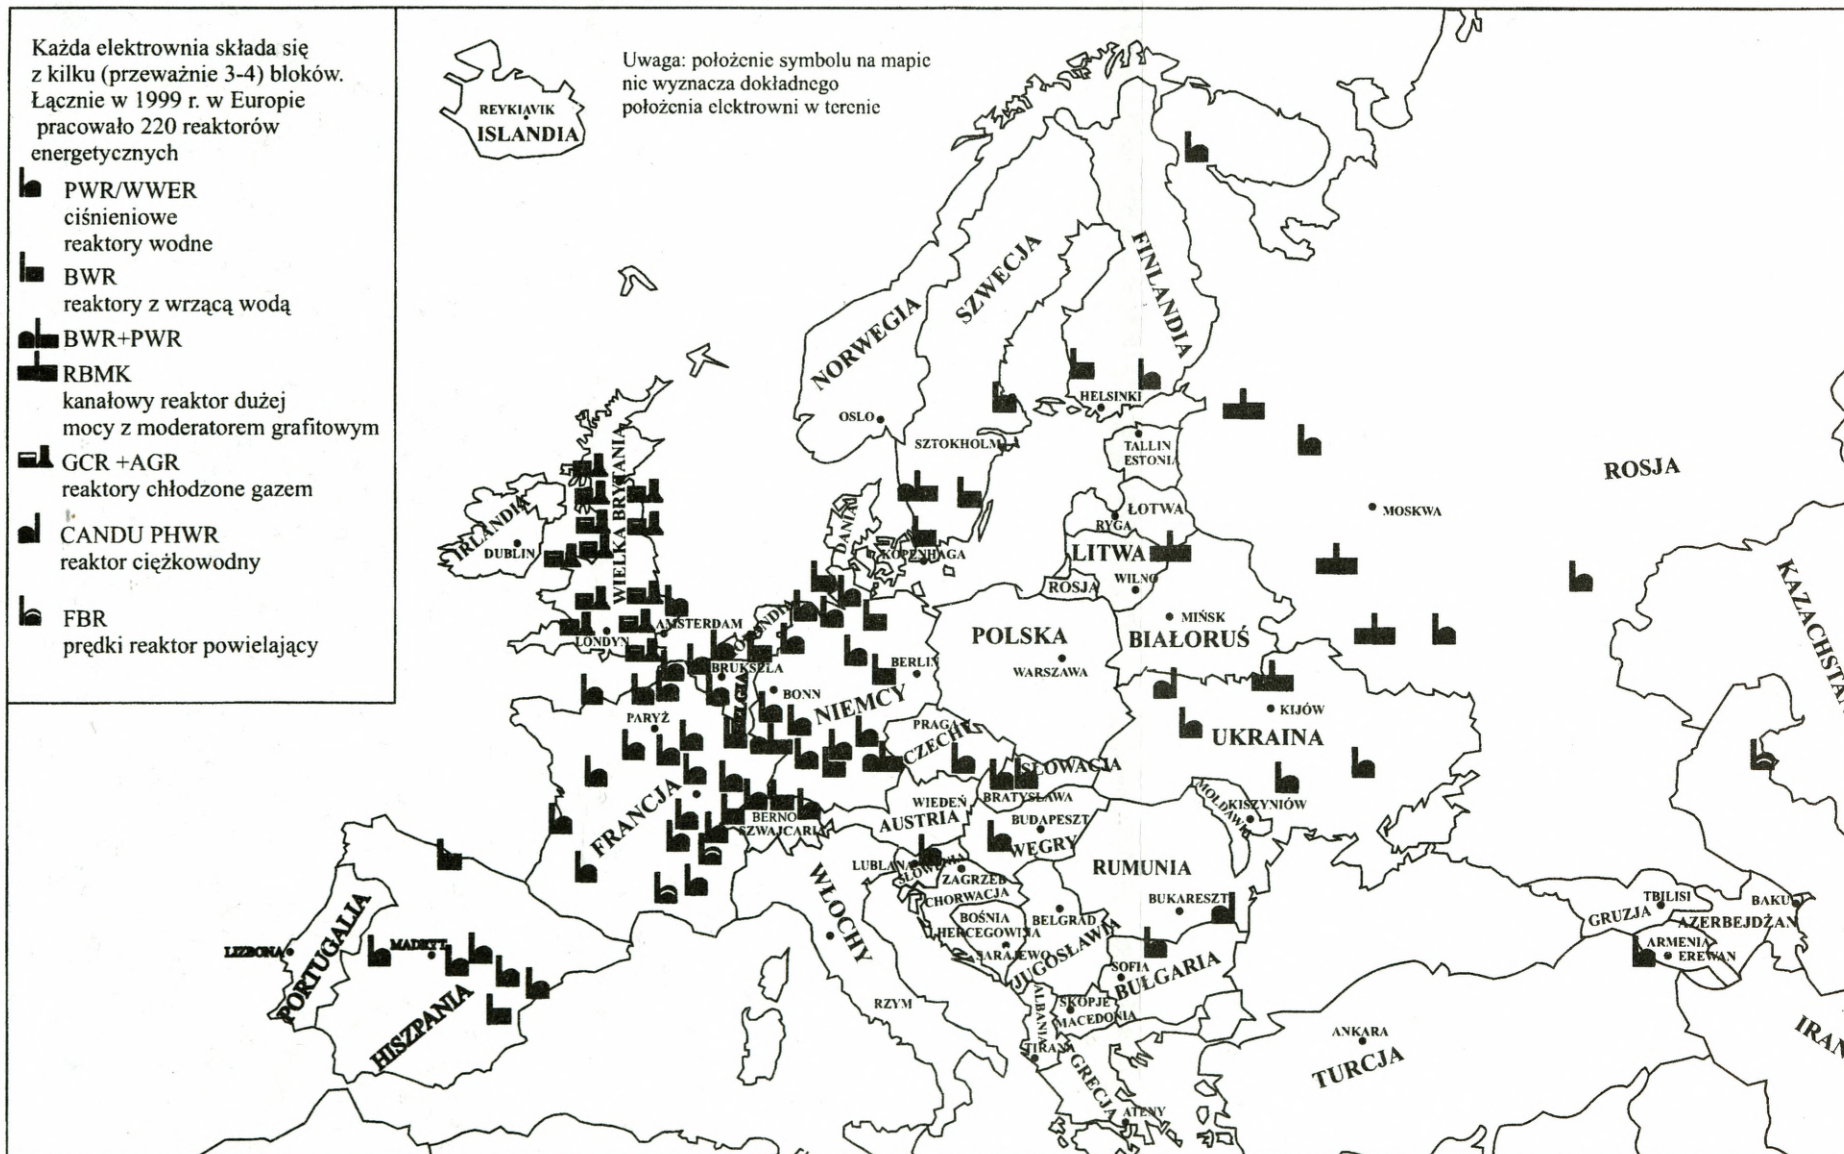 Każda elektrownia składa się
z kilku (przeważnie 3-4) bloków.
Łącznie w 1999 r. w Europie
pracowało 220 reaktorów
energetycznych
PWR/WWER
ciśnieniowe
reaktory wodne
BWR
reaktory z wrzącą wodą
BWR+PWR
RBMK
kanałowy reaktor dużej
mocy z moderatorem grafitowym
GCR +AGR
reaktory chłodzone gazem
CANDU PHWR
reaktor ciężkowodny
FBR
prędki reaktor powielający
Uwaga: położenie symbolu na mapie
nie wyznacza dokładnego
położenia elektrowni w terenie
REYKIAVIK
ISLANDIA
NORWEGIA
SZWECJA
FINLANDIA
OSLO
HELSINKI
SZTOKHOLM
TALLIN
ESTONIA
ROSJA
MOSKWA
ŁOTWA
RYGA
LITWA
WILNO
ROSJA
MIŃSK
BIAŁORUŚ
KAZACHSTAN
IRLANDIA
DUBLIN
WIELKA BRYTANIA
LONDYN
DANIA
KOPENHAGA
AMSTERDAM
HOLONDIA
BRUKSELA
BELGIA
BONN
BERLIN
NIEMCY
POLSKA
WARSZAWA
PARYŻ
FRANCJA
PRAGA
CZECHY
SŁOWACJA
BRATYSŁAWA
WIEDEŃ
AUSTRIA
BERNO
SZWAJCARIA
BUDAPESZT
WĘGRY
KIJÓW
UKRAINA
MOŁDAWIA
KISZYNIÓW
RUMUNIA
BUKARESZT
LUBLANA
SŁOWENIA
ZAGRZEB
CHORWACJA
BOŚNIA
I HERCEGOWINA
SARAJEWO
BELGRAD
JUGOSŁAWIA
SOFIA
BUŁGARIA
SKOPJE
MACEDONIA
ALBANIA
TIRANA
GRECJA
ATENY
WŁOCHY
RZYM
LIZBONA
PORTUGALIA
MADRYT
HISZPANIA
ANKARA
TURCJA
TBILISI
GRUZJA
BAKU
AZERBEJDŻAN
ARMENIA
EREWAN
IRAN